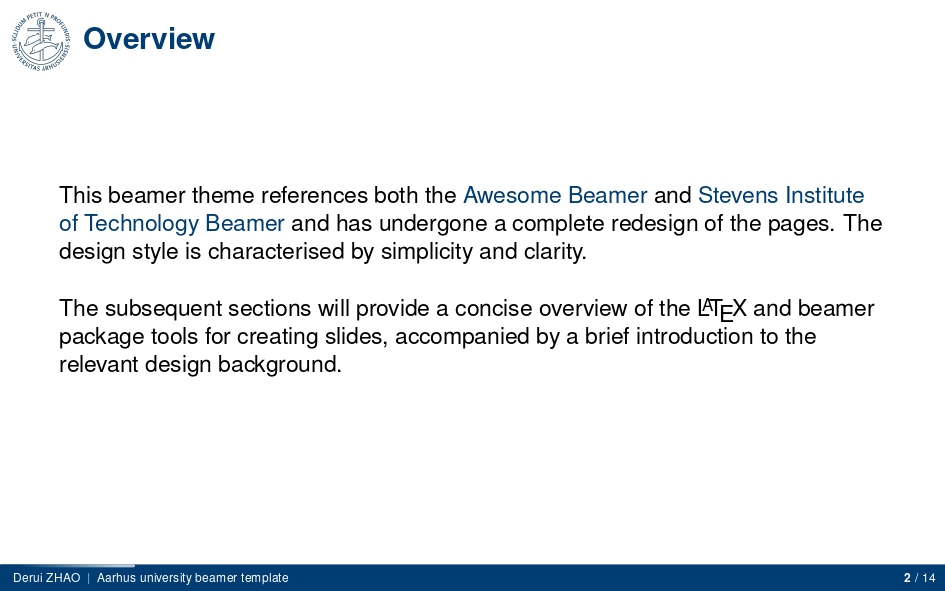 SCLIDUM PETIT 'N PROFUNDIS
UNIVERSITAS ARHUSIENSIS
Overview
This beamer theme references both the Awesome Beamer and Stevens Institute
of Technology Beamer and has undergone a complete redesign of the pages. The
design style is characterised by simplicity and clarity.
The subsequent sections will provide a concise overview of the LATEX and beamer
package tools for creating slides, accompanied by a brief introduction to the
relevant design background.
Derui ZHAO | Aarhus university beamer template
2 / 14